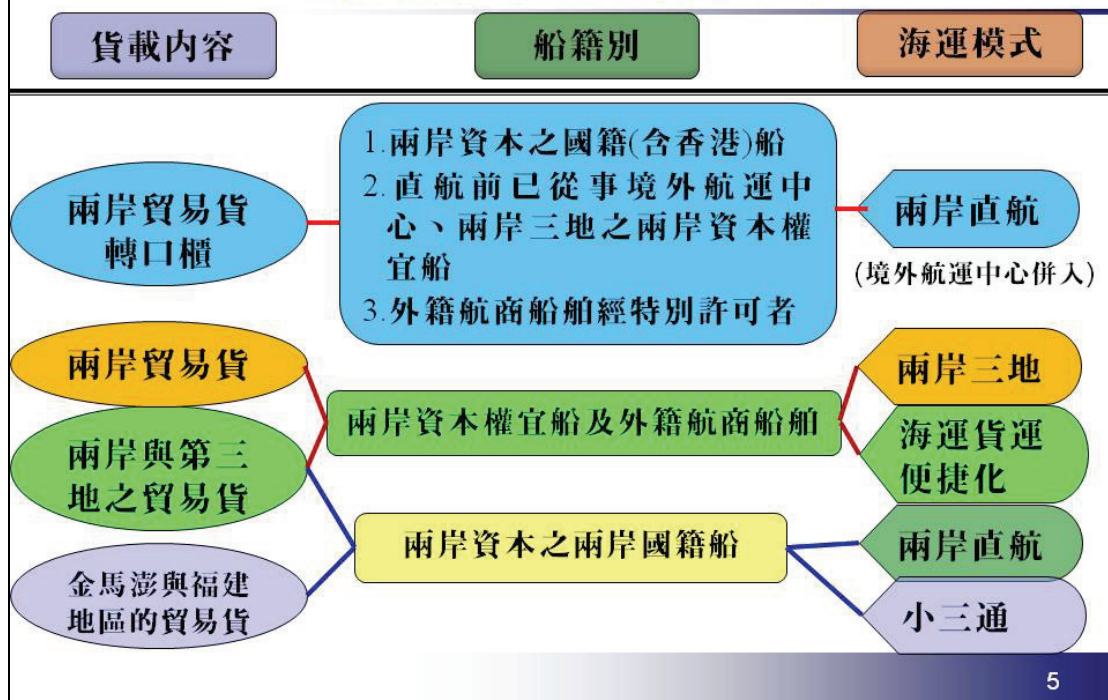 貨載内容
船籍別
海運模式
兩岸貿易貨
轉口櫃
1.兩岸資本之國籍(含香港)船
2.直航前已從事境外航運中
心、兩岸三地之兩岸資本權
宜船
3.外籍航商船舶經特別許可者
兩岸直航
(境外航運中心併入)
兩岸貿易貨
兩岸與第三
地之貿易貨
兩岸資本權宜船及外籍航商船舶
兩岸三地
海運貨運
便捷化
金馬澎與福建
地區的貿易貨
兩岸資本之兩岸國籍船
兩岸直航
小三通
5